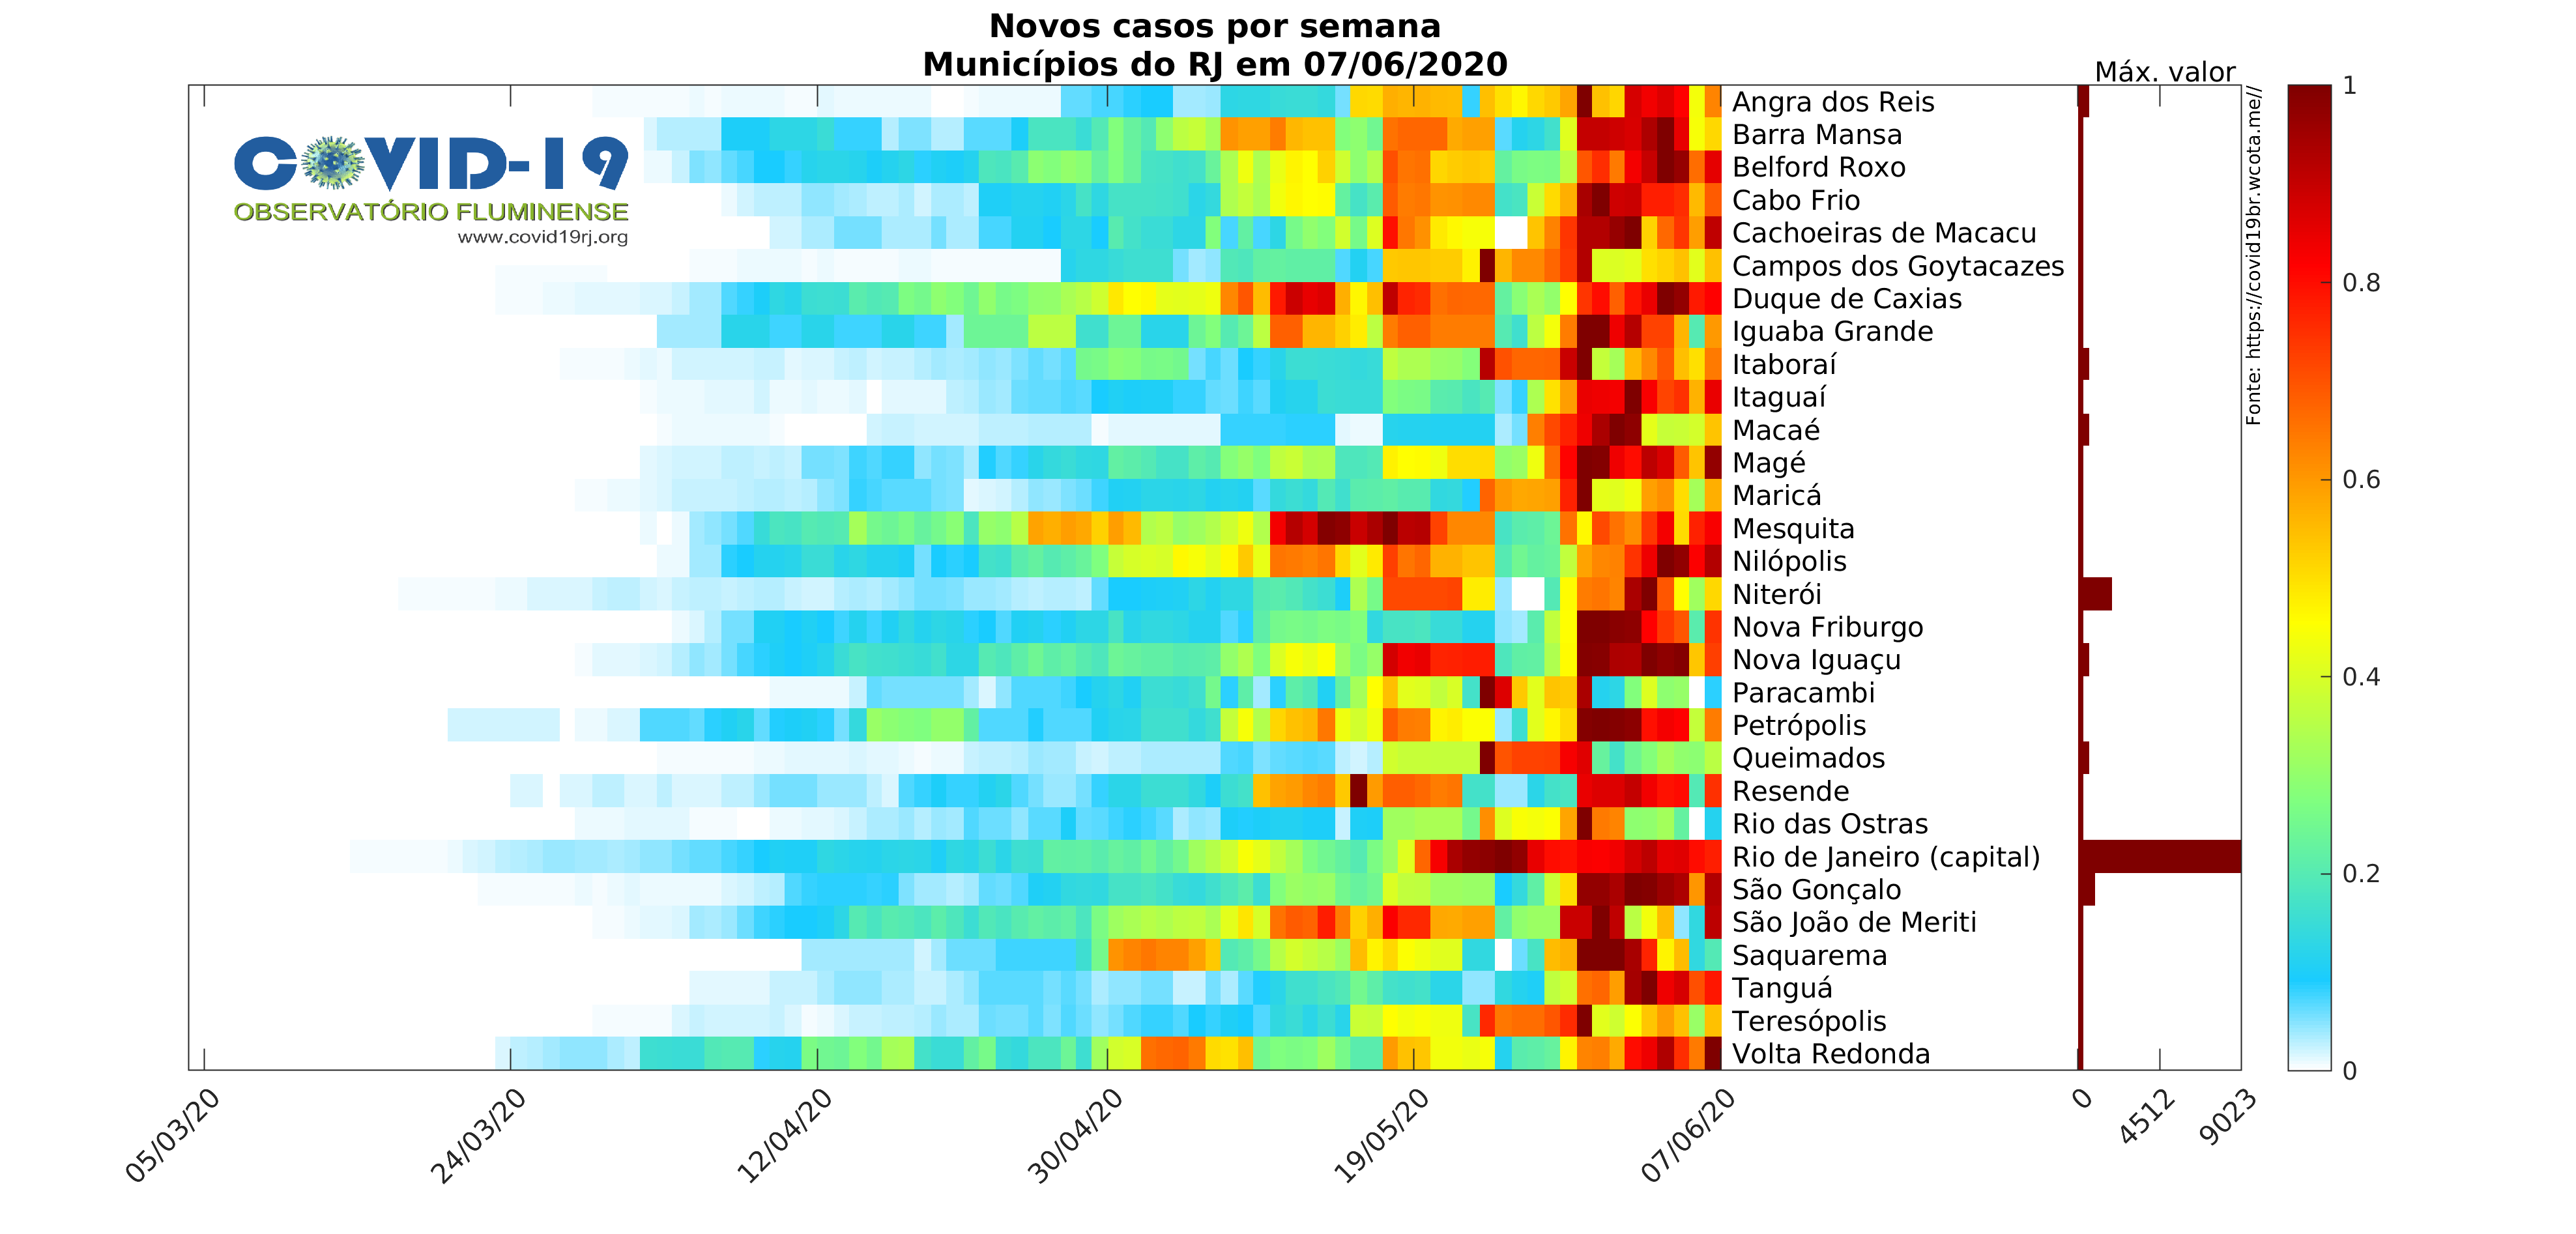 Novos casos por semana
Municípios do RJ em 07/06/2020
Máx. valor
COVID-19
OBSERVATÓRIO FLUMINENSE
www.covid19rj.org
Angra dos Reis
Barra Mansa
Belford Roxo
Cabo Frio
Cachoeiras de Macacu
Campos dos Goytacazes
Duque de Caxias
Iguaba Grande
Itaboraí
Itaguaí
Macaé
Magé
Maricá
Mesquita
Nilópolis
Niterói
Nova Friburgo
Nova Iguaçu
Paracambi
Petrópolis
Queimados
Resende
Rio das Ostras
Rio de Janeiro (capital)
São Gonçalo
São João de Meriti
Saquarema
Tanguá
Teresópolis
Volta Redonda
05/03/20
24/03/20
12/04/20
30/04/20
19/05/20
07/06/20
0
4512
9023
Fonte: https://covid19br.wcota.me//
1
0.8
0.6
0.4
0.2
0